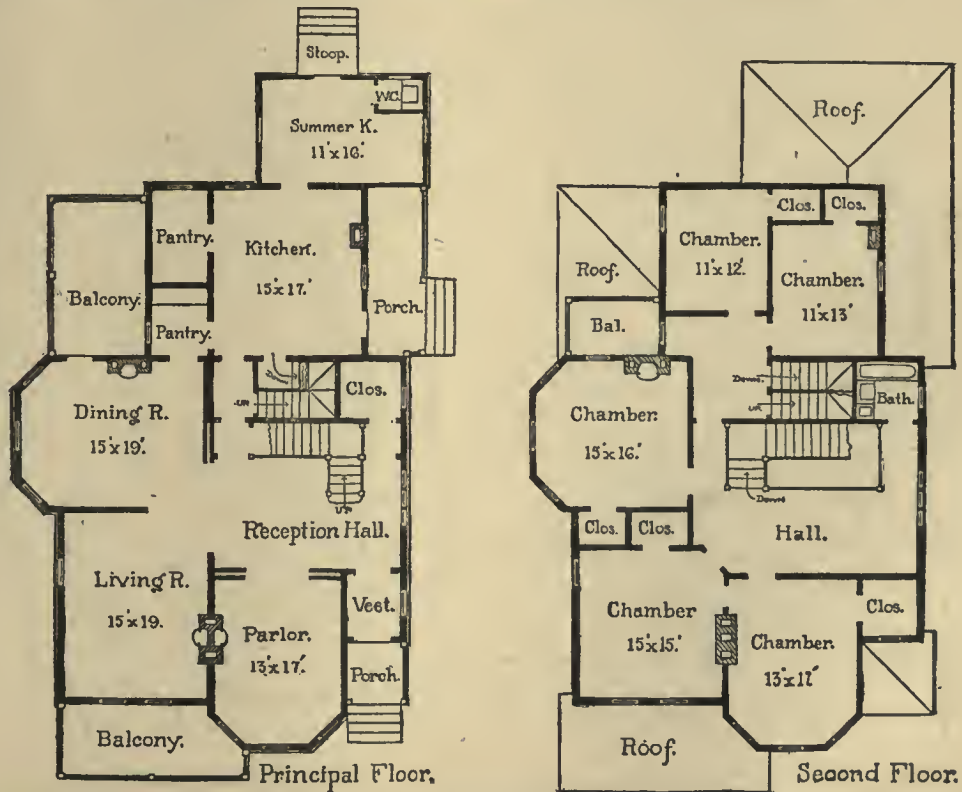 Stoop.
W.C.
Summer K.
11'x16'.
Pantry.
Kitchen.
15'x17'.
Balcony.
Porch.
Pantry.
Down
UP
Clos.
Dining R.
15'x19'.
UP
Reception Hall.
Living R.
15'x19.
Vest.
Parlor.
13'x17'.
Porch.
Balcony.
Principal Floor.
Roof.
Clos.
Clos.
Chamber.
11'x12'.
Chamber.
11'x13'
Roof.
Bal.
Down.
UP
Bath.
Chamber.
15'x16'.
Down
Clos.
Clos.
Hall.
Chamber
15'x15'.
Clos.
Chamber.
13'x17'
Roof.
Second Floor.